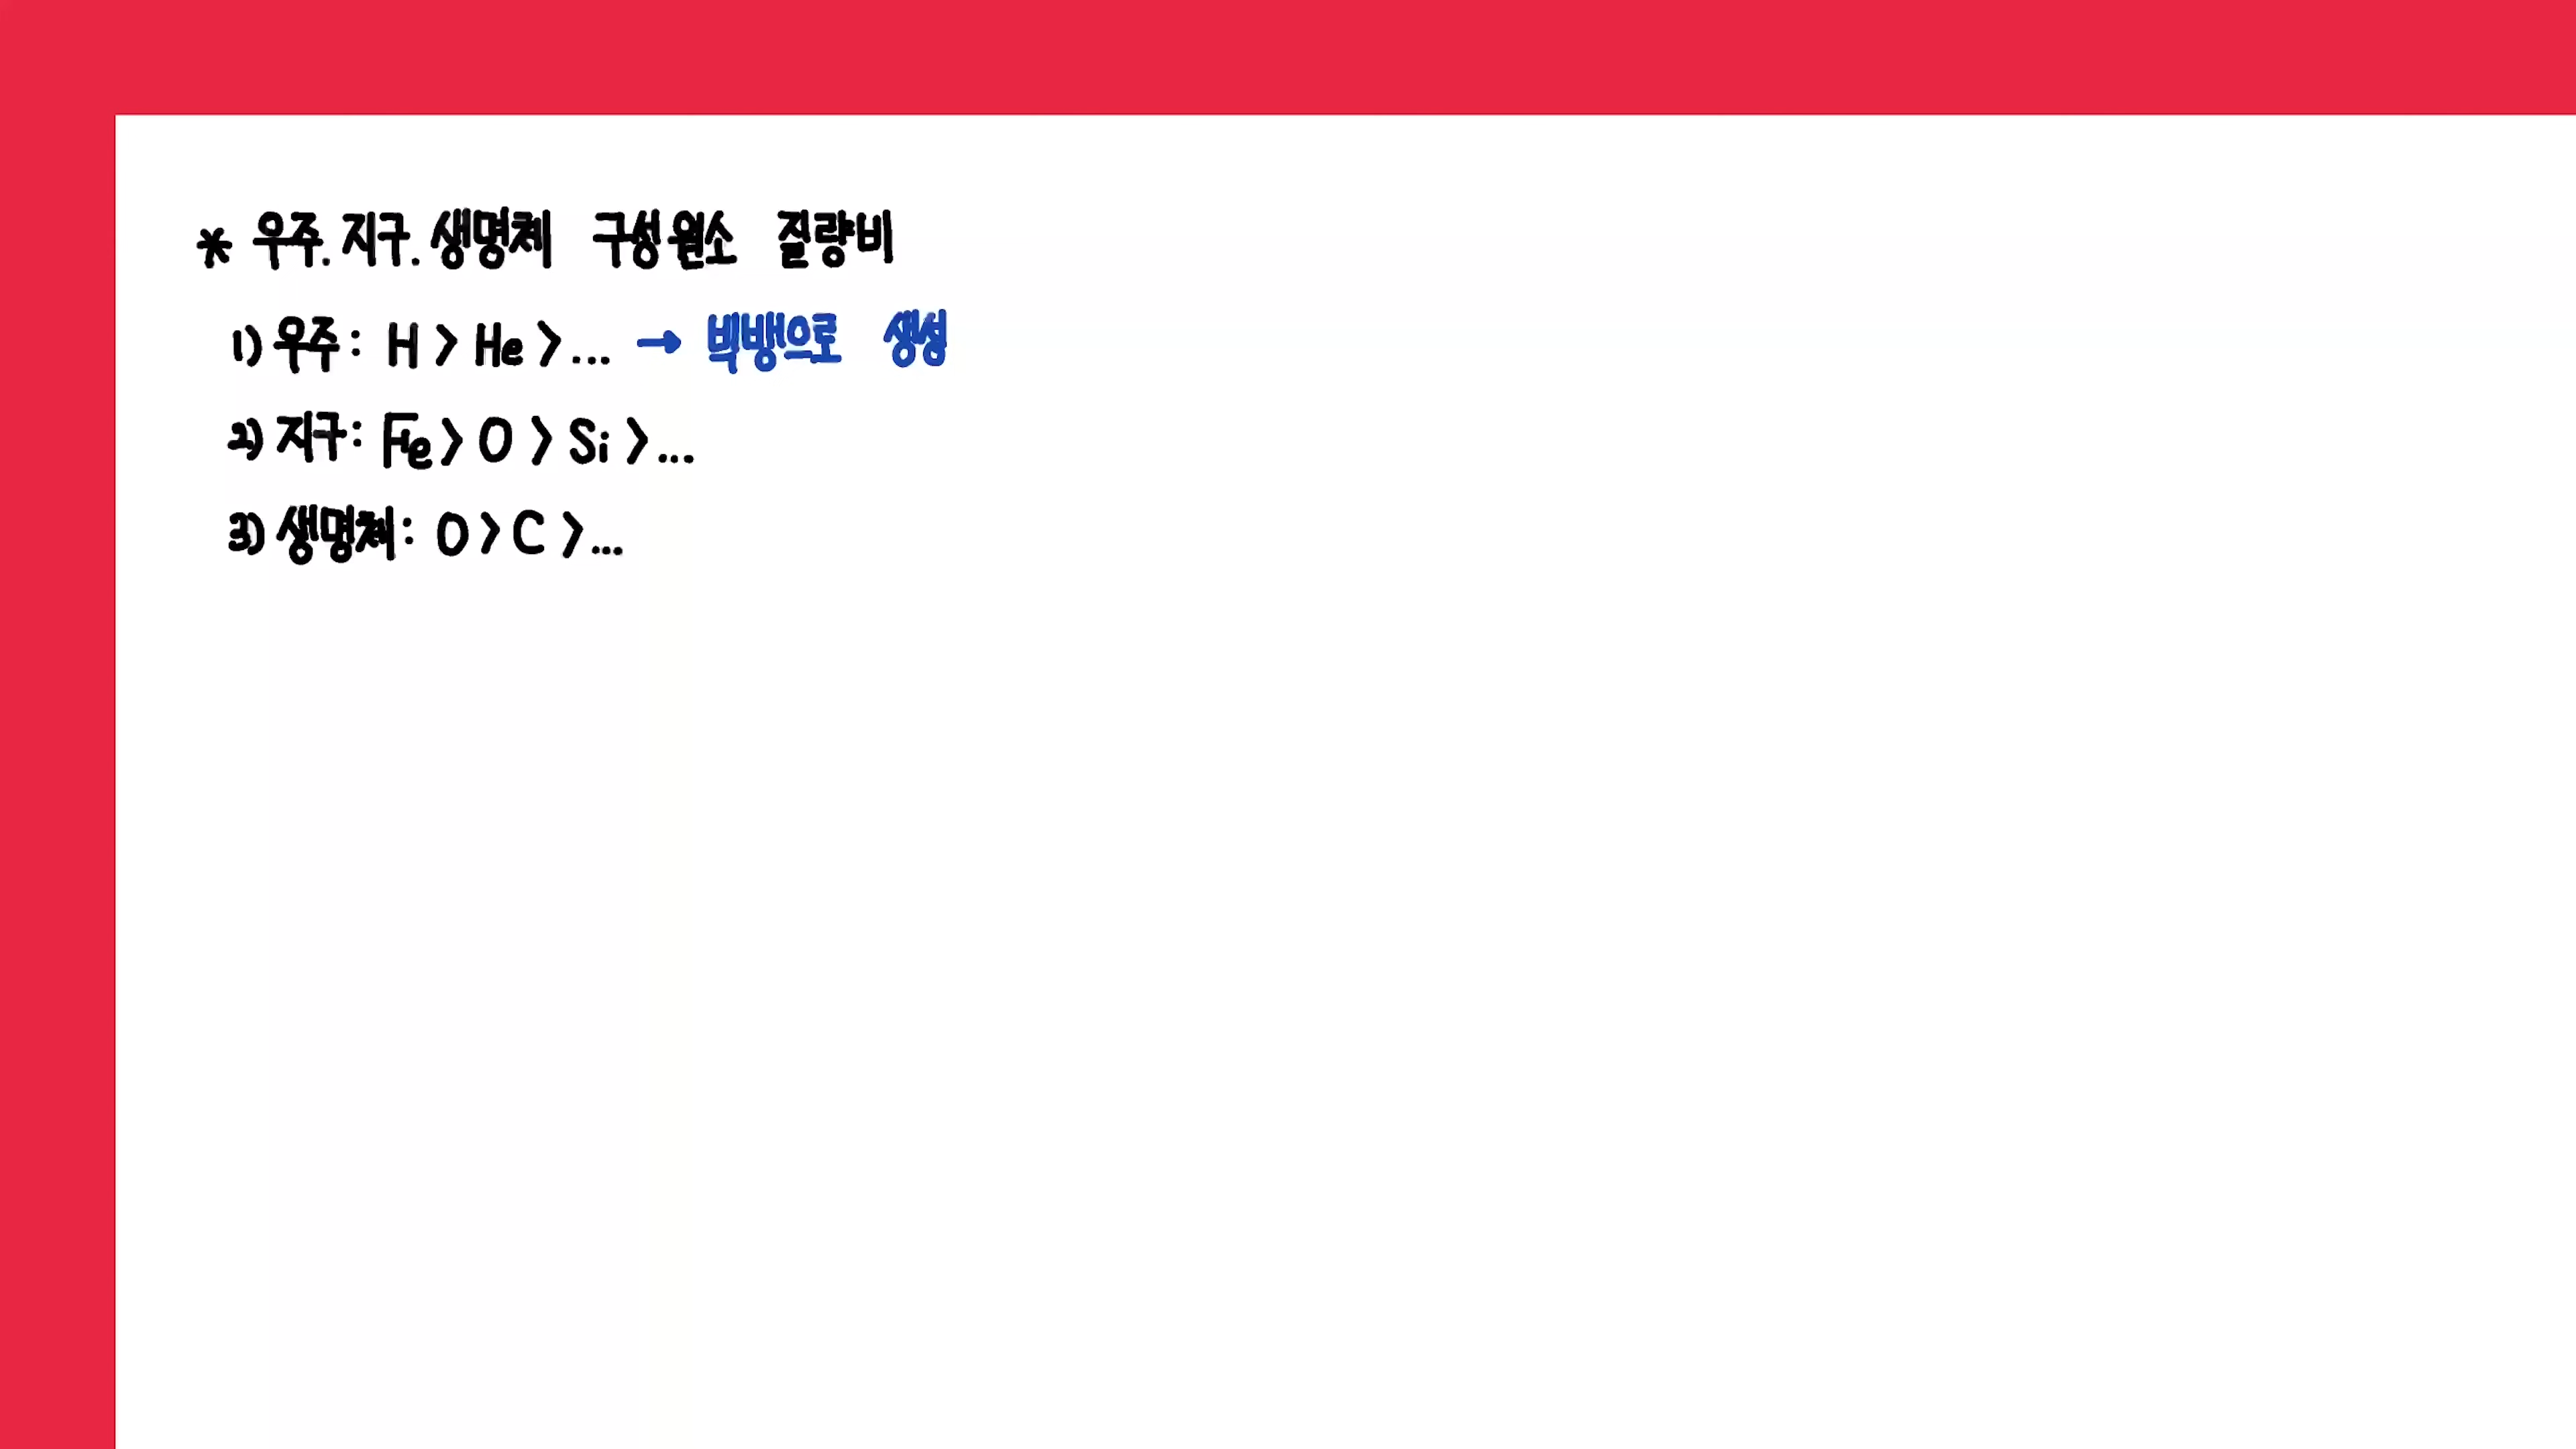 * 우주. 지구. 생명체 구성 원소 질량비
1) 우주 : H > He > ... → 빅뱅으로 생성
2) 지구 : Fe > O > Si > ...
3) 생명체 : O > C > ...